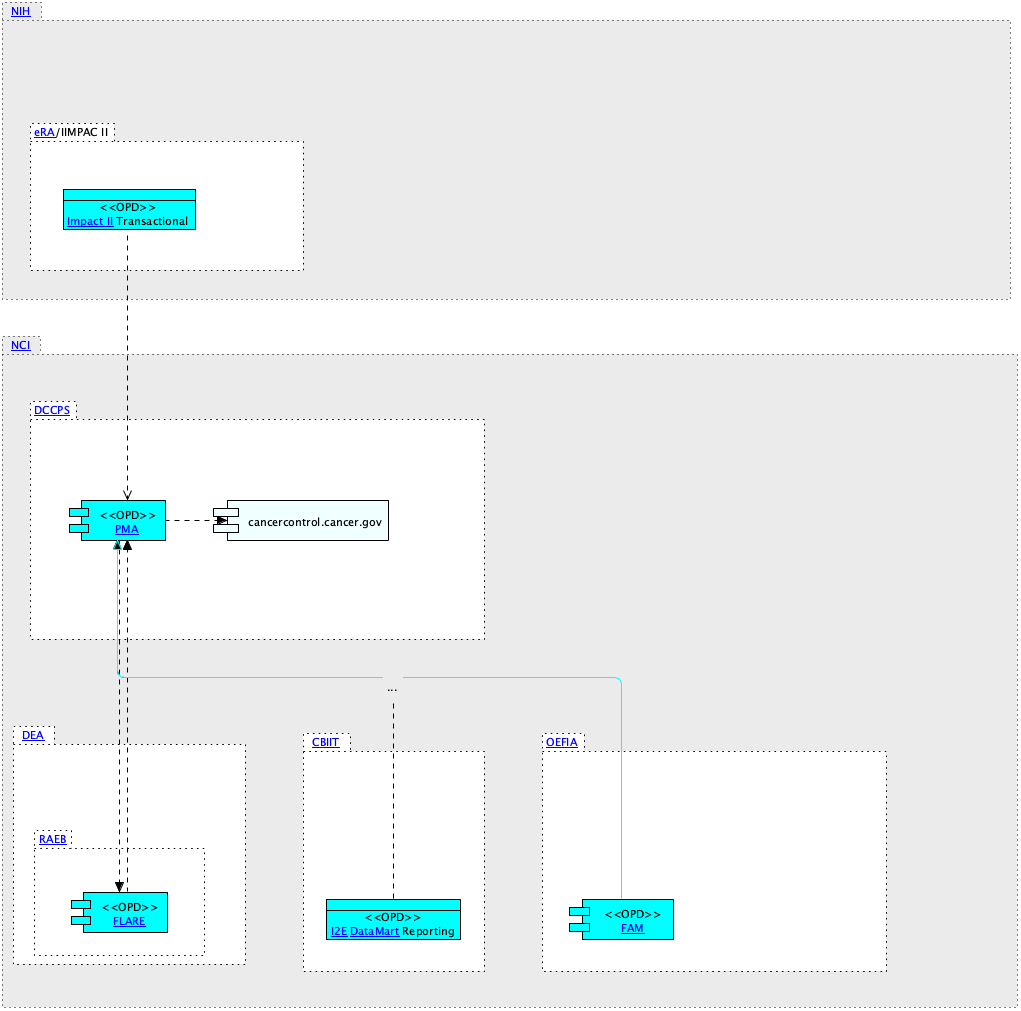 NIH
eRA/IIMPAC II
<<OPD>>
Impact II Transactional
NCI
DCCPS
<<OPD>>
PMA
cancercontrol.cancer.gov
...
DEA
CBIIT
OEFIA
RAEB
<<OPD>>
FLARE
<<OPD>>
I2E DataMart Reporting
<<OPD>>
FAM